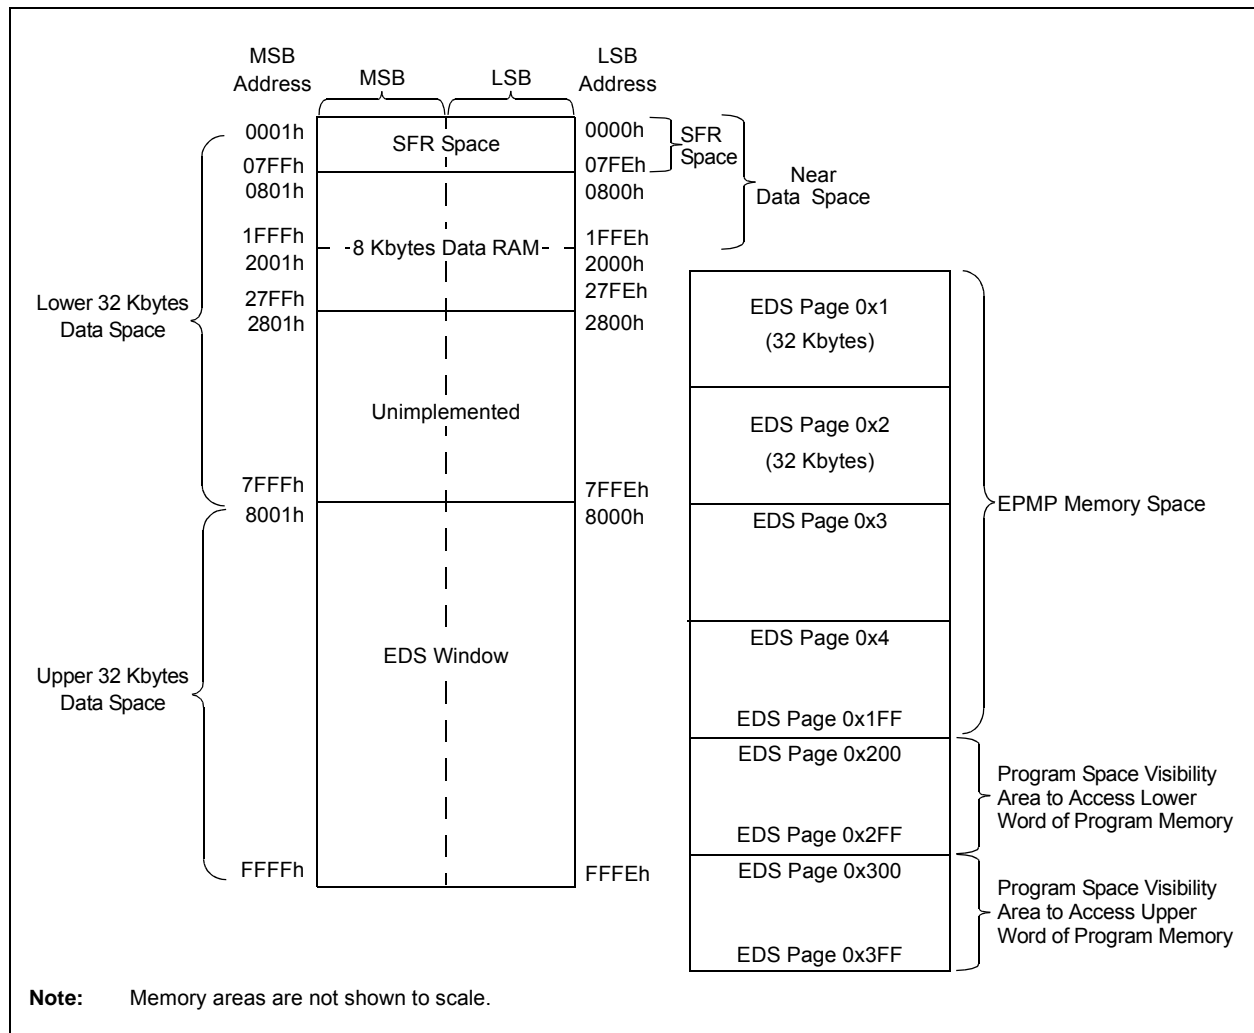 MSB
Address
MSB
LSB
LSB
Address
0001h
SFR Space
0000h
SFR
Space
07FFh
07FEh
0801h
0800h
Near
Data Space
1FFFh
8 Kbytes Data RAM
1FFEh
2001h
2000h
27FFh
27FEh
2801h
2800h
Lower 32 Kbytes
Data Space
Unimplemented
7FFFh
7FFEh
8001h
8000h
EDS Window
Upper 32 Kbytes
Data Space
FFFFh
FFFEh
EDS Page 0x1
(32 Kbytes)
EDS Page 0x2
(32 Kbytes)
EDS Page 0x3
EDS Page 0x4
EDS Page 0x1FF
EPMP Memory Space
EDS Page 0x200
EDS Page 0x2FF
Program Space Visibility
Area to Access Lower
Word of Program Memory
EDS Page 0x300
EDS Page 0x3FF
Program Space Visibility
Area to Access Upper
Word of Program Memory
Note: Memory areas are not shown to scale.